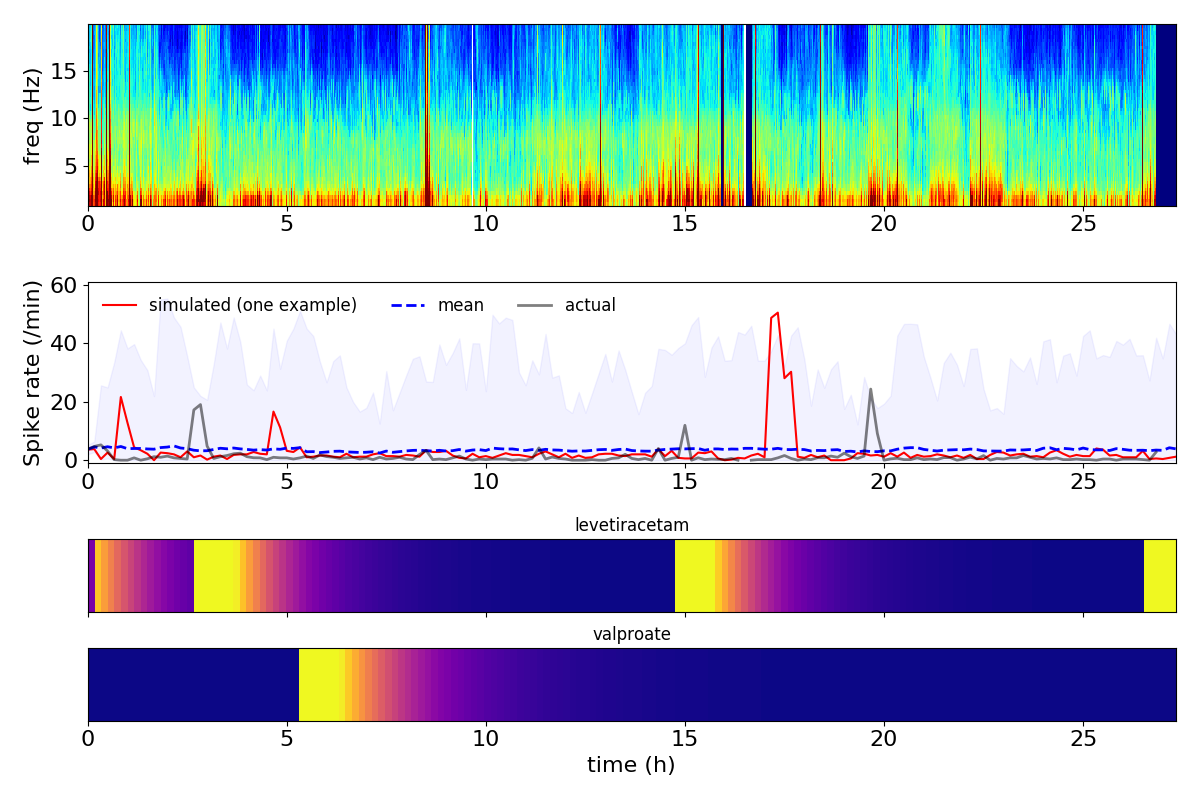 freq (Hz)
15
10
5
0 5 10 15 20 25
Spike rate (/min)
60
40
20
0
simulated (one example) mean actual
0 5 10 15 20 25
levetiracetam
valproate
0 5 10 15 20 25
time (h)